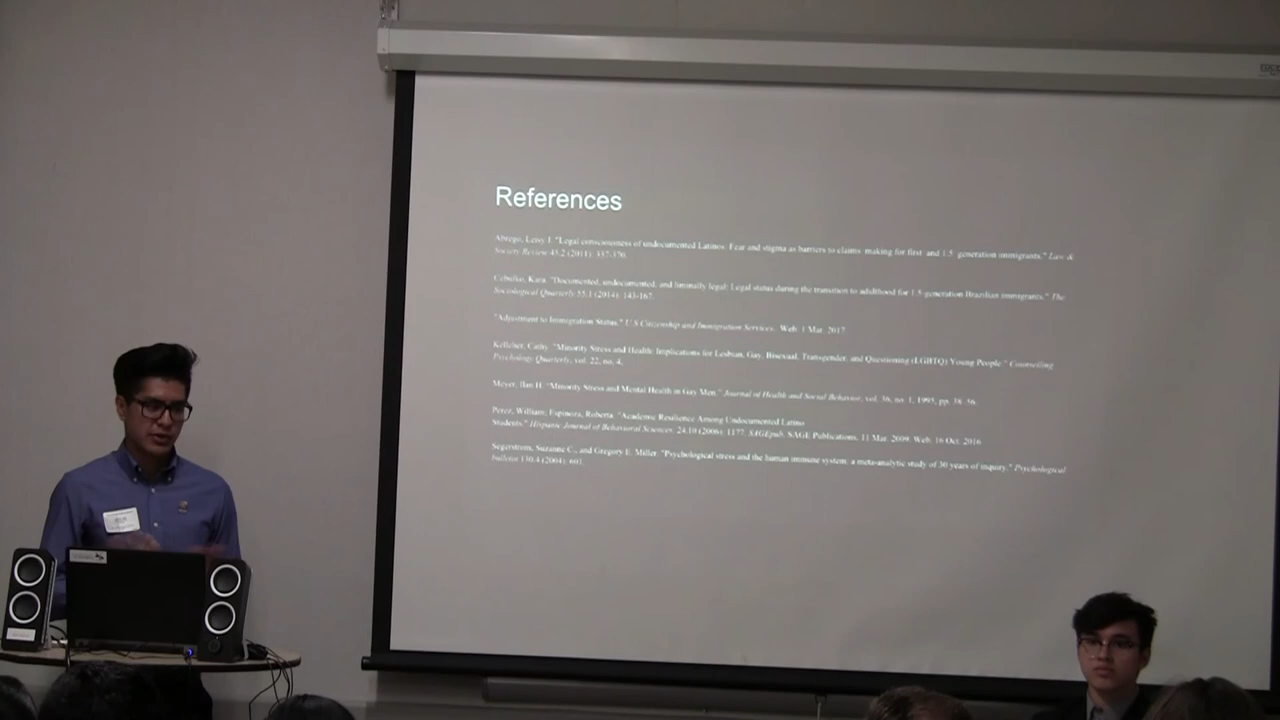 References
Abrego, Leisy J. "Legal consciousness of undocumented Latinos: Fear and stigma as barriers to claims-making for first- and 1.5-generation immigrants." Law &
Society Review 45.2 (2011): 337-370.
Cebulko, Kara. "Documented, undocumented, and liminally legal: Legal status during the transition to adulthood for 1.5-generation Brazilian immigrants." The
Sociological Quarterly 55.1 (2014): 143-167.
"Adjustment to Immigration Status." U.S Citizenship and Immigration Services. Web. 1 Mar. 2017
Kelleher, Cathy. "Minority Stress and Health: Implications for Lesbian, Gay, Bisexual, Transgender, and Questioning (LGBTQ) Young People." Counselling
Psychology Quarterly, vol. 22, no. 4,
Meyer, Ilan H. "Minority Stress and Mental Health in Gay Men." Journal of Health and Social Behavior, vol. 36, no. 1, 1995, pp. 38–56.
Perez, William; Espinoza, Roberta. "Academic Resilience Among Undocumented Latino
Students." Hispanic Journal of Behavioral Sciences. 24.10 (2006): 1177. SAGEpub. SAGE Publications, 11 Mar. 2009. Web. 16 Oct. 2016
Segerstrom, Suzanne C., and Gregory E. Miller. "Psychological stress and the human immune system: a meta-analytic study of 30 years of inquiry." Psychological
bulletin 130.4 (2004): 601.